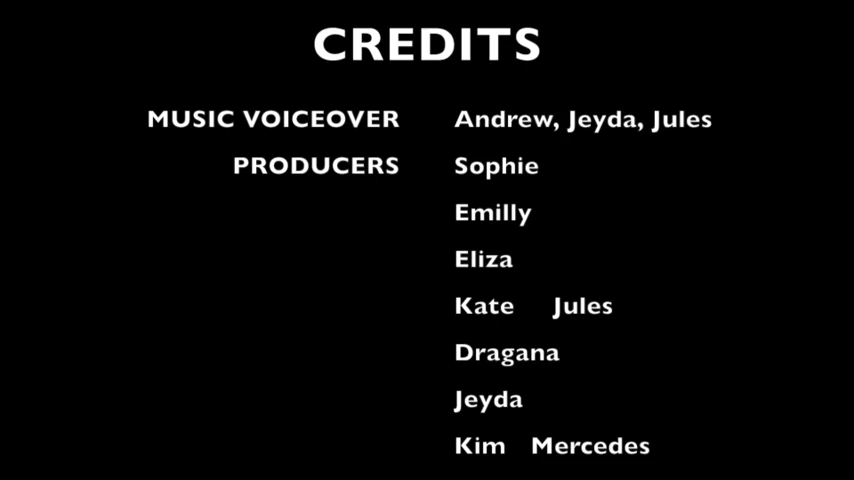 CREDITS
MUSIC VOICEOVER Andrew, Jeyda, Jules
PRODUCERS Sophie
Emilly
Eliza
Kate Jules
Dragana
Jeyda
Kim Mercedes